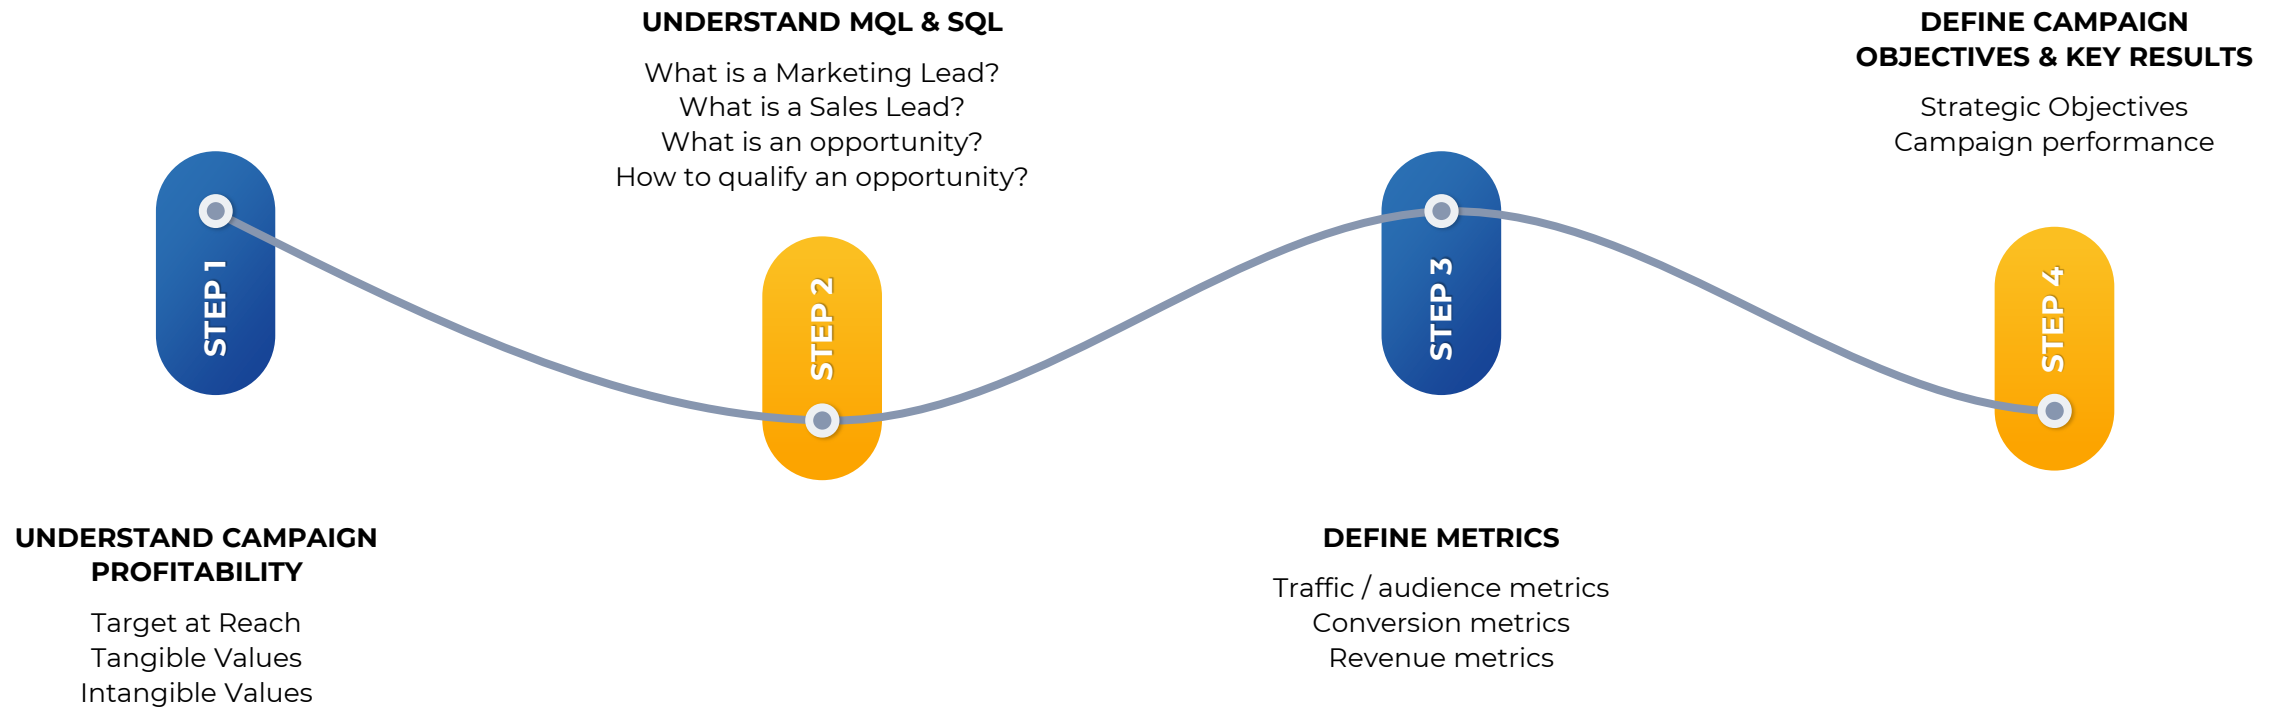 STEP 1
UNDERSTAND CAMPAIGN
PROFITABILITY
Target at Reach
Tangible Values
Intangible Values
UNDERSTAND MQL & SQL
What is a Marketing Lead?
What is a Sales Lead?
What is an opportunity?
How to qualify an opportunity?
STEP 2
STEP 3
DEFINE METRICS
Traffic / audience metrics
Conversion metrics
Revenue metrics
DEFINE CAMPAIGN
OBJECTIVES & KEY RESULTS
Strategic Objectives
Campaign performance
STEP 4